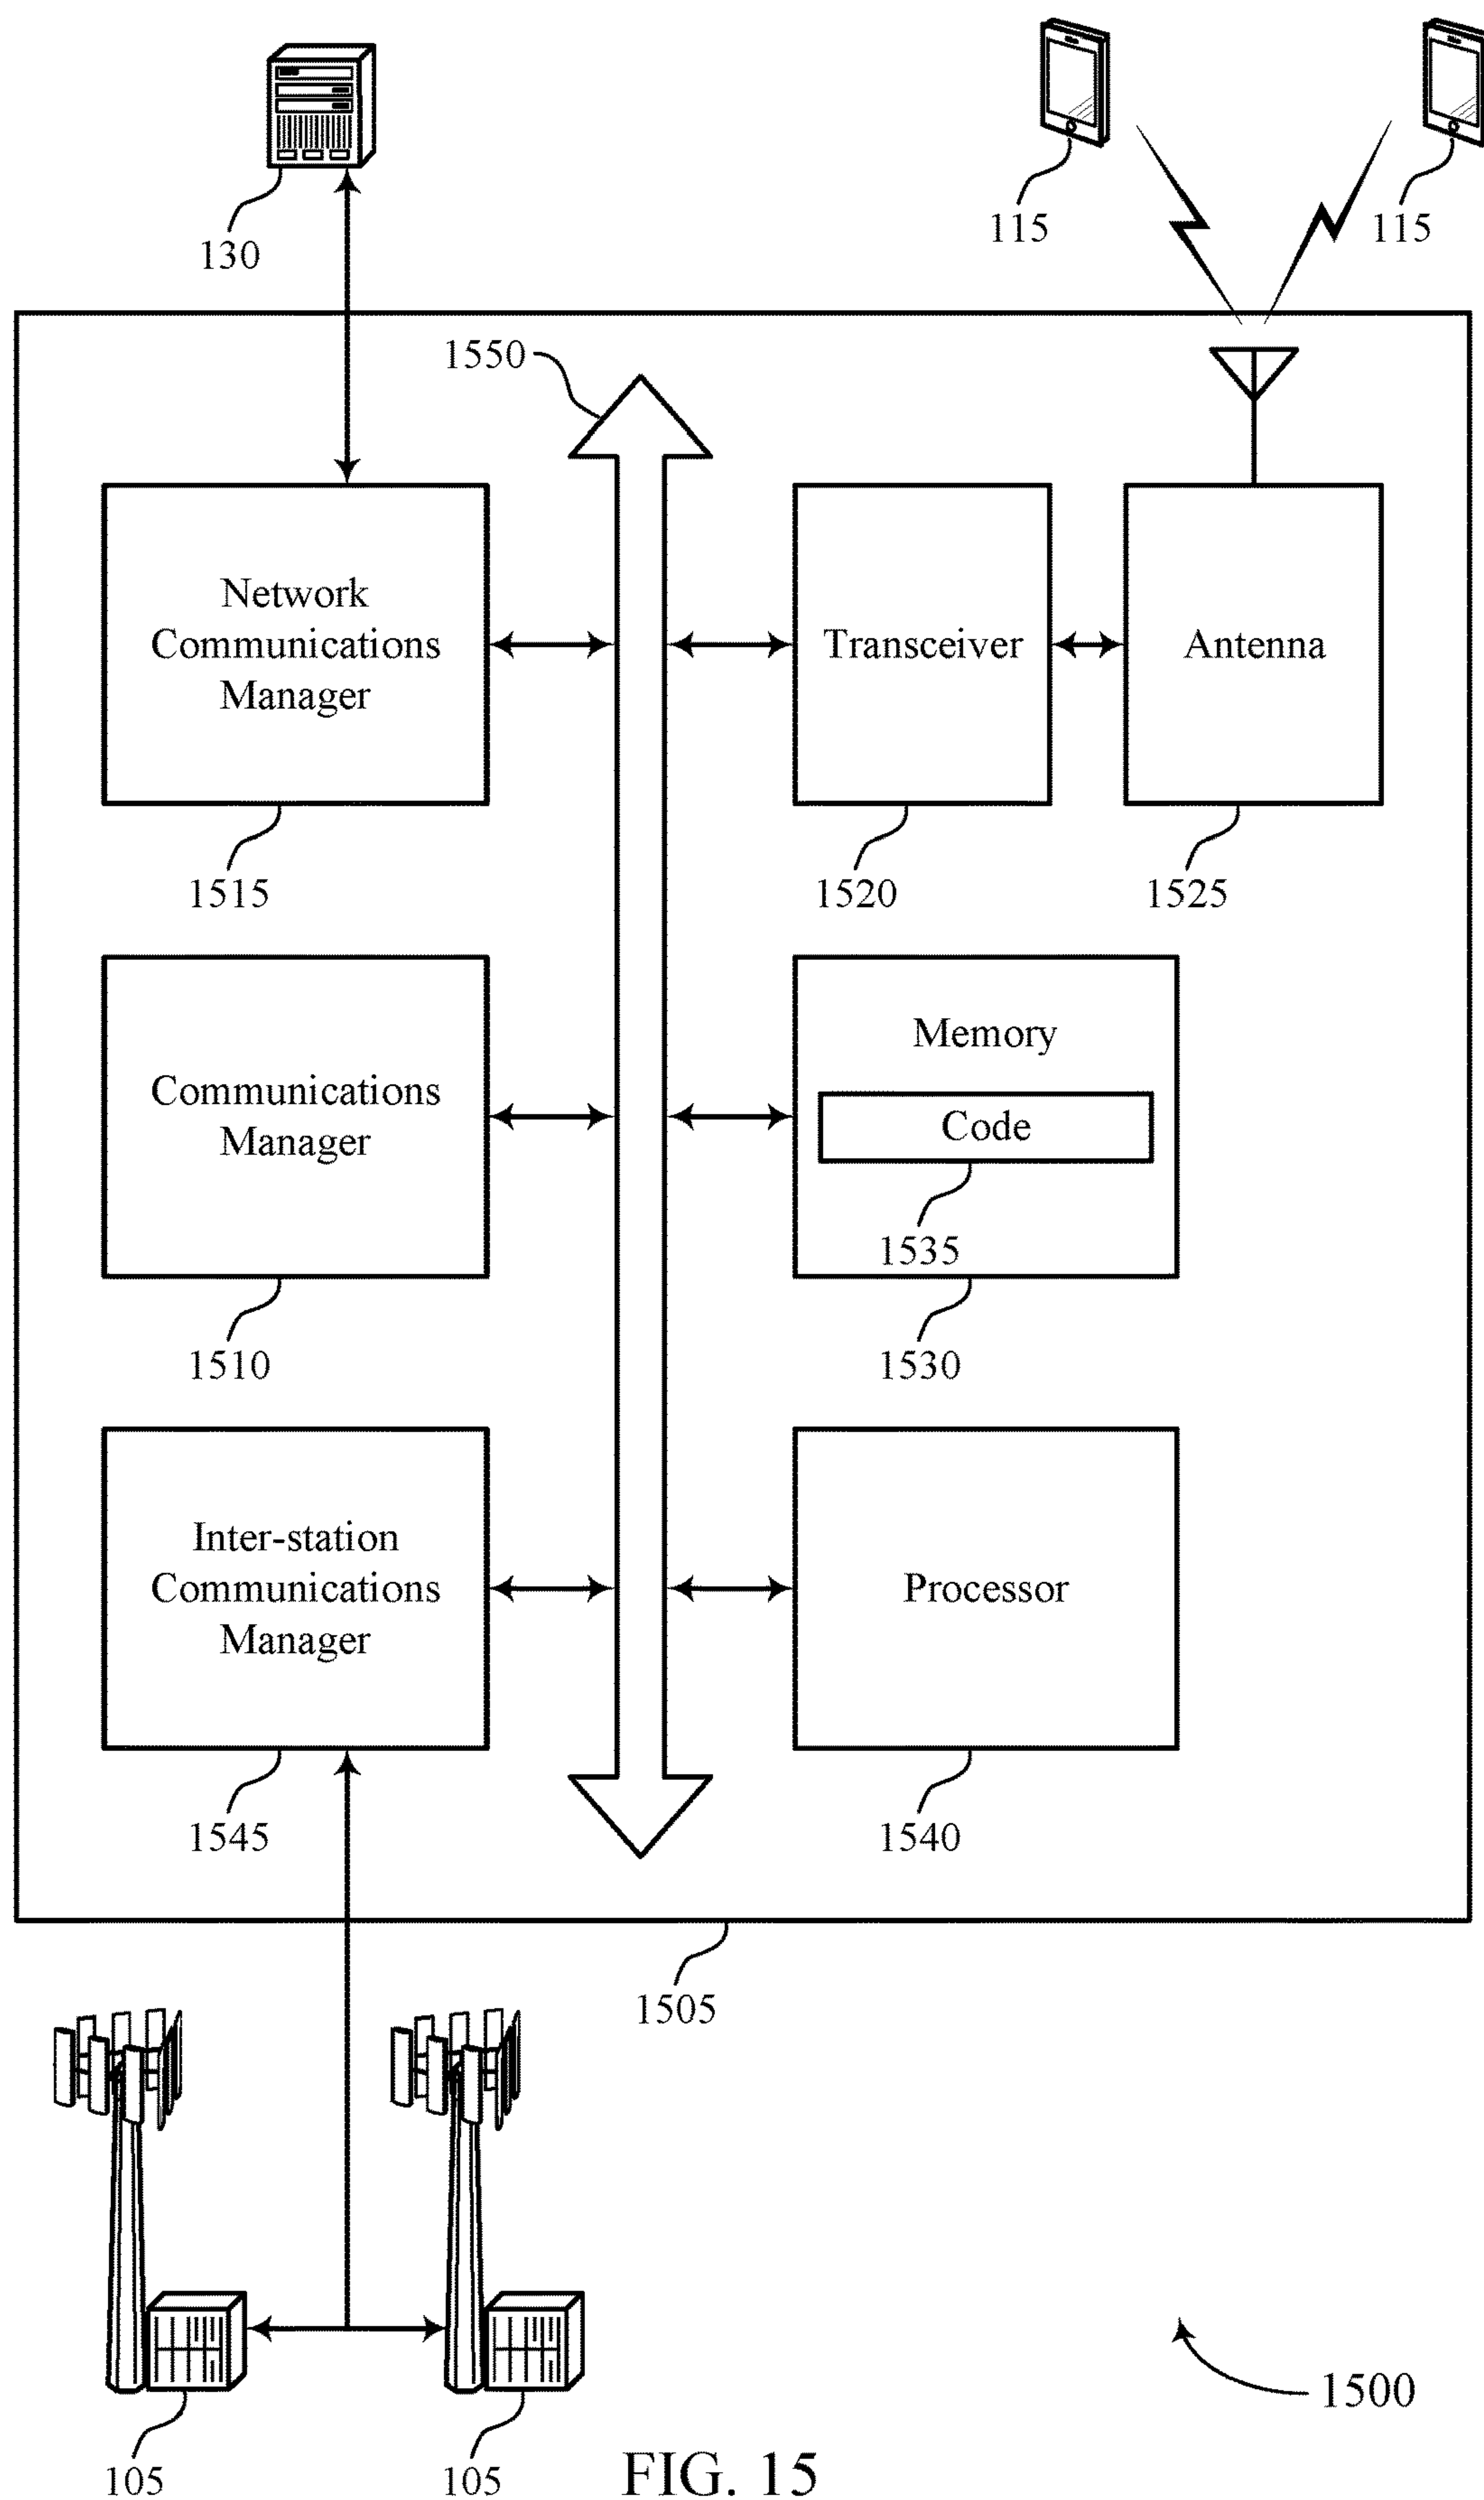 130
115
115
1550
Network
Communications
Manager
Transceiver
Antenna
1515
1520
1525
Communications
Manager
Memory
Code
1535
1510
1530
Inter-station
Communications
Manager
Processor
1545
1540
1505
1500
105
105
FIG. 15